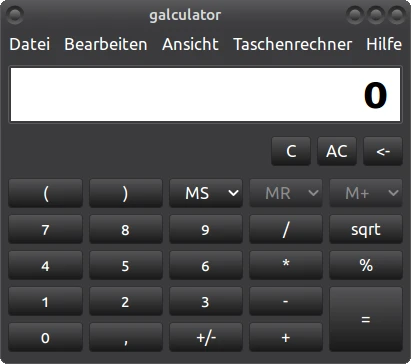 galculator
Datei Bearbeiten Ansicht Taschenrechner Hilfe
0
C AC <-
( ) MS MR M+
7 8 9 / sqrt
4 5 6 * %
1 2 3 -
=
0 , +/- +